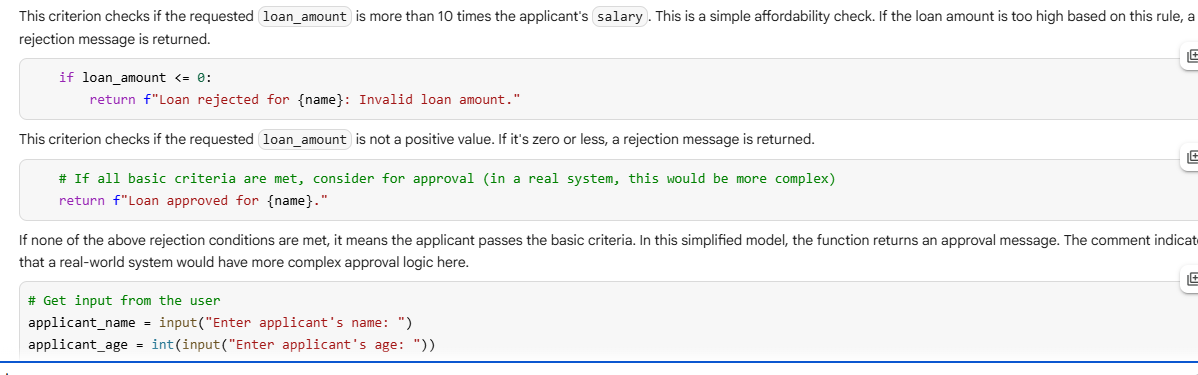 This criterion checks if the requested loan_amount is more than 10 times the applicant's salary. This is a simple affordability check. If the loan amount is too high based on this rule, a
rejection message is returned.
if loan_amount <= 0:
return f"Loan rejected for {name}: Invalid loan amount."
This criterion checks if the requested loan_amount is not a positive value. If it's zero or less, a rejection message is returned.
# If all basic criteria are met, consider for approval (in a real system, this would be more complex)
return f"Loan approved for {name}."
If none of the above rejection conditions are met, it means the applicant passes the basic criteria. In this simplified model, the function returns an approval message. The comment indicat
that a real-world system would have more complex approval logic here.
# Get input from the user
applicant_name = input("Enter applicant's name: ")
applicant_age = int(input("Enter applicant's age: "))